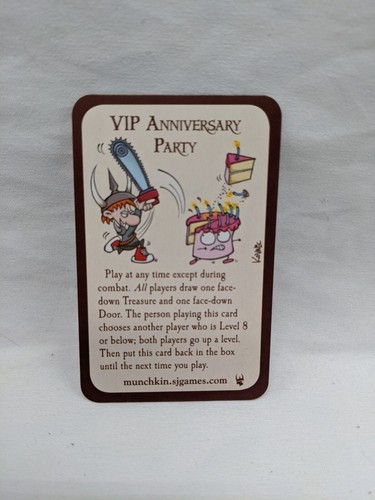 VIP ANNIVERSARY
PARTY
Kovalic
Play at any time except during
combat. All players draw one face-
down Treasure and one face-down
Door. The person playing this card
chooses another player who is Level 8
or below; both players go up a level.
Then put this card back in the box
until the next time you play.
munchkin.sjgames.com